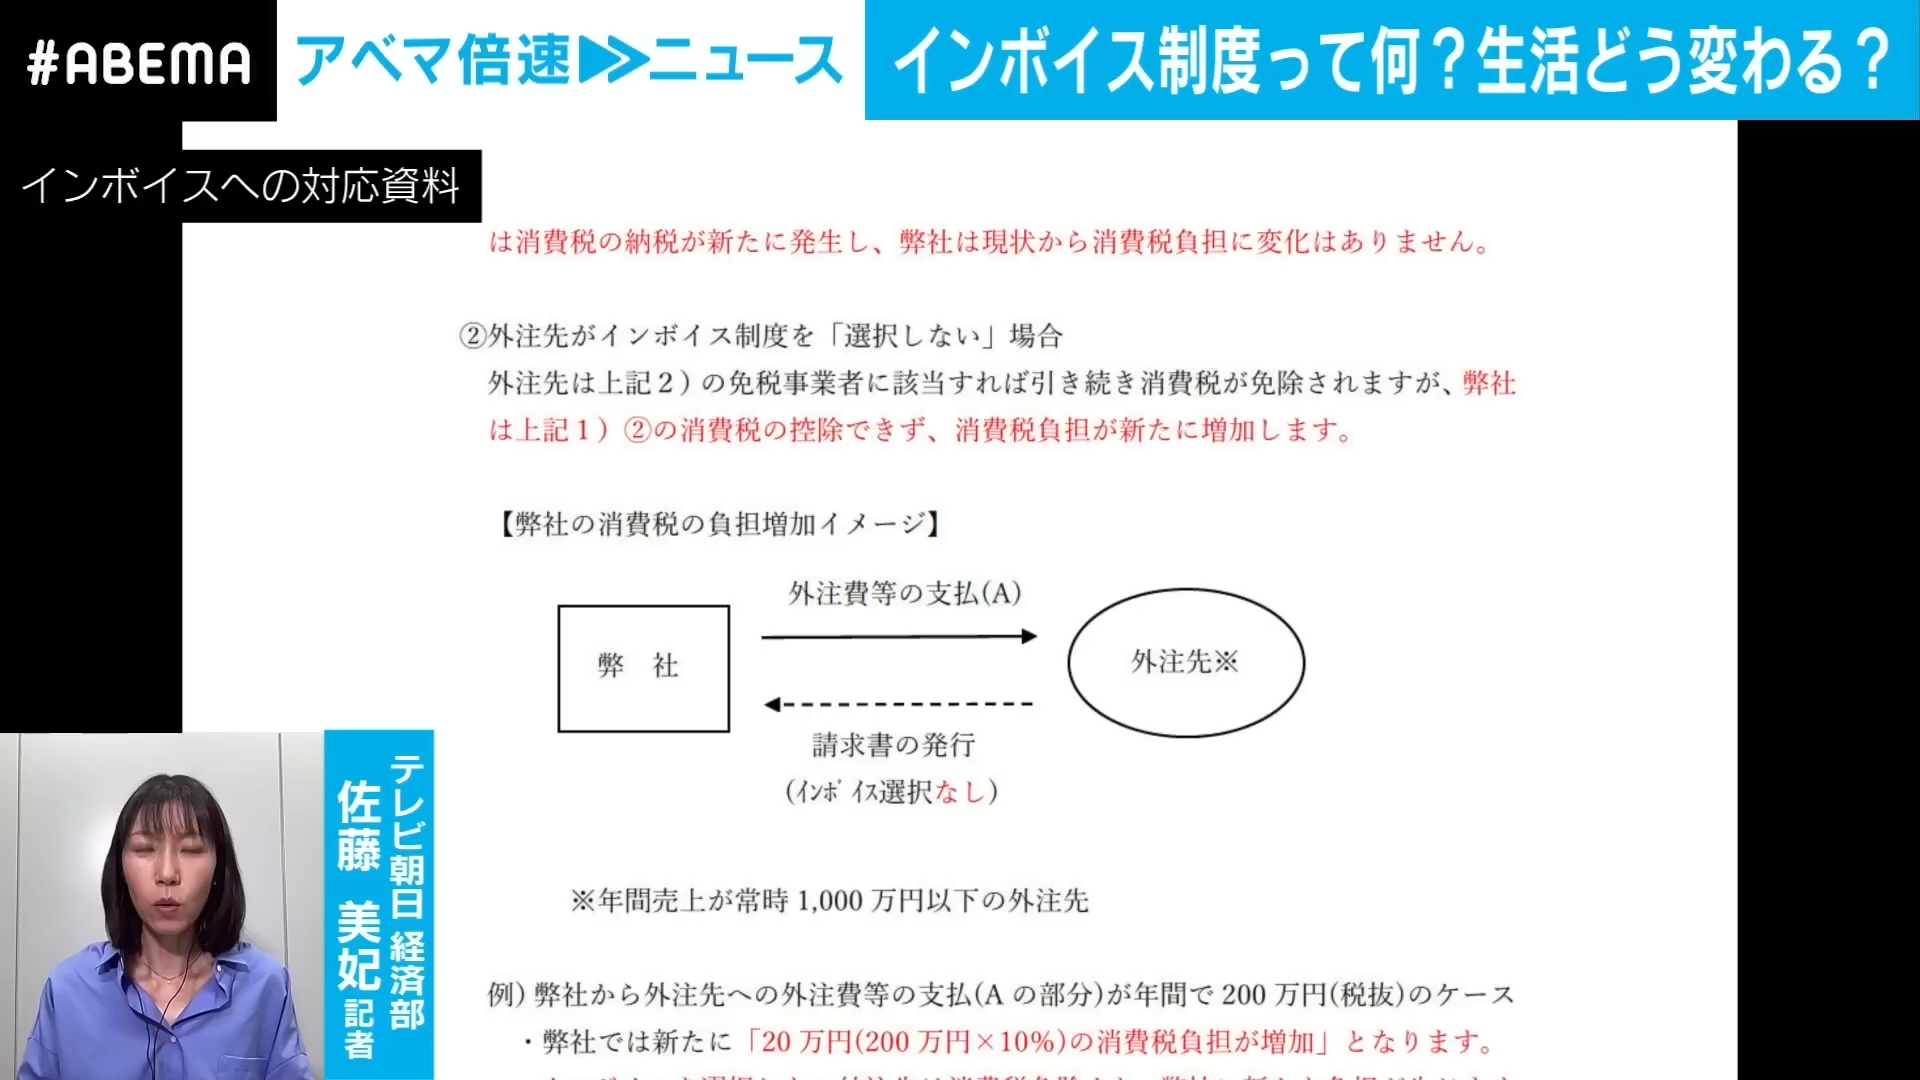 #ABEMA
アベマ倍速▶▷ニュース
インボイス制度って何？生活どう変わる？
インボイスへの対応資料
は消費税の納税が新たに発生し、弊社は現状から消費税負担に変化はありません。
②外注先がインボイス制度を「選択しない」場合
外注先は上記２）の免税事業者に該当すれば引き続き消費税が免除されますが、弊社
は上記１）②の消費税の控除できず、消費税負担が新たに増加します。
【弊社の消費税の負担増加イメージ】
外注費等の支払(A)
弊　社
外注先※
請求書の発行
(ｲﾝﾎﾞｲｽ選択なし)
※年間売上が常時 1,000 万円以下の外注先
例) 弊社から外注先への外注費等の支払(A の部分)が年間で 200 万円(税抜)のケース
・弊社では新たに「20 万円(200 万円×10%)の消費税負担が増加」となります。
テレビ朝日 経済部
佐藤 美妃 記者